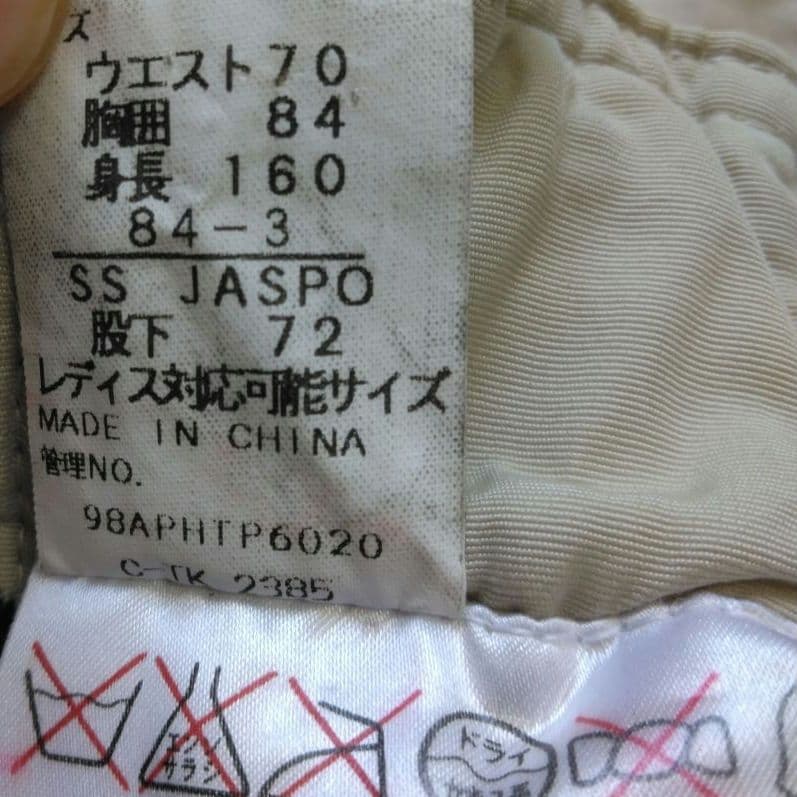 ズ
ウエスト70
胸囲 84
身長 160
84-3
SS JASPO
股下 72
レディス対応可能サイズ
MADE IN CHINA
管理NO.
98APHTP6020
C-TK 2385
エンソ
サラシ
ドライ